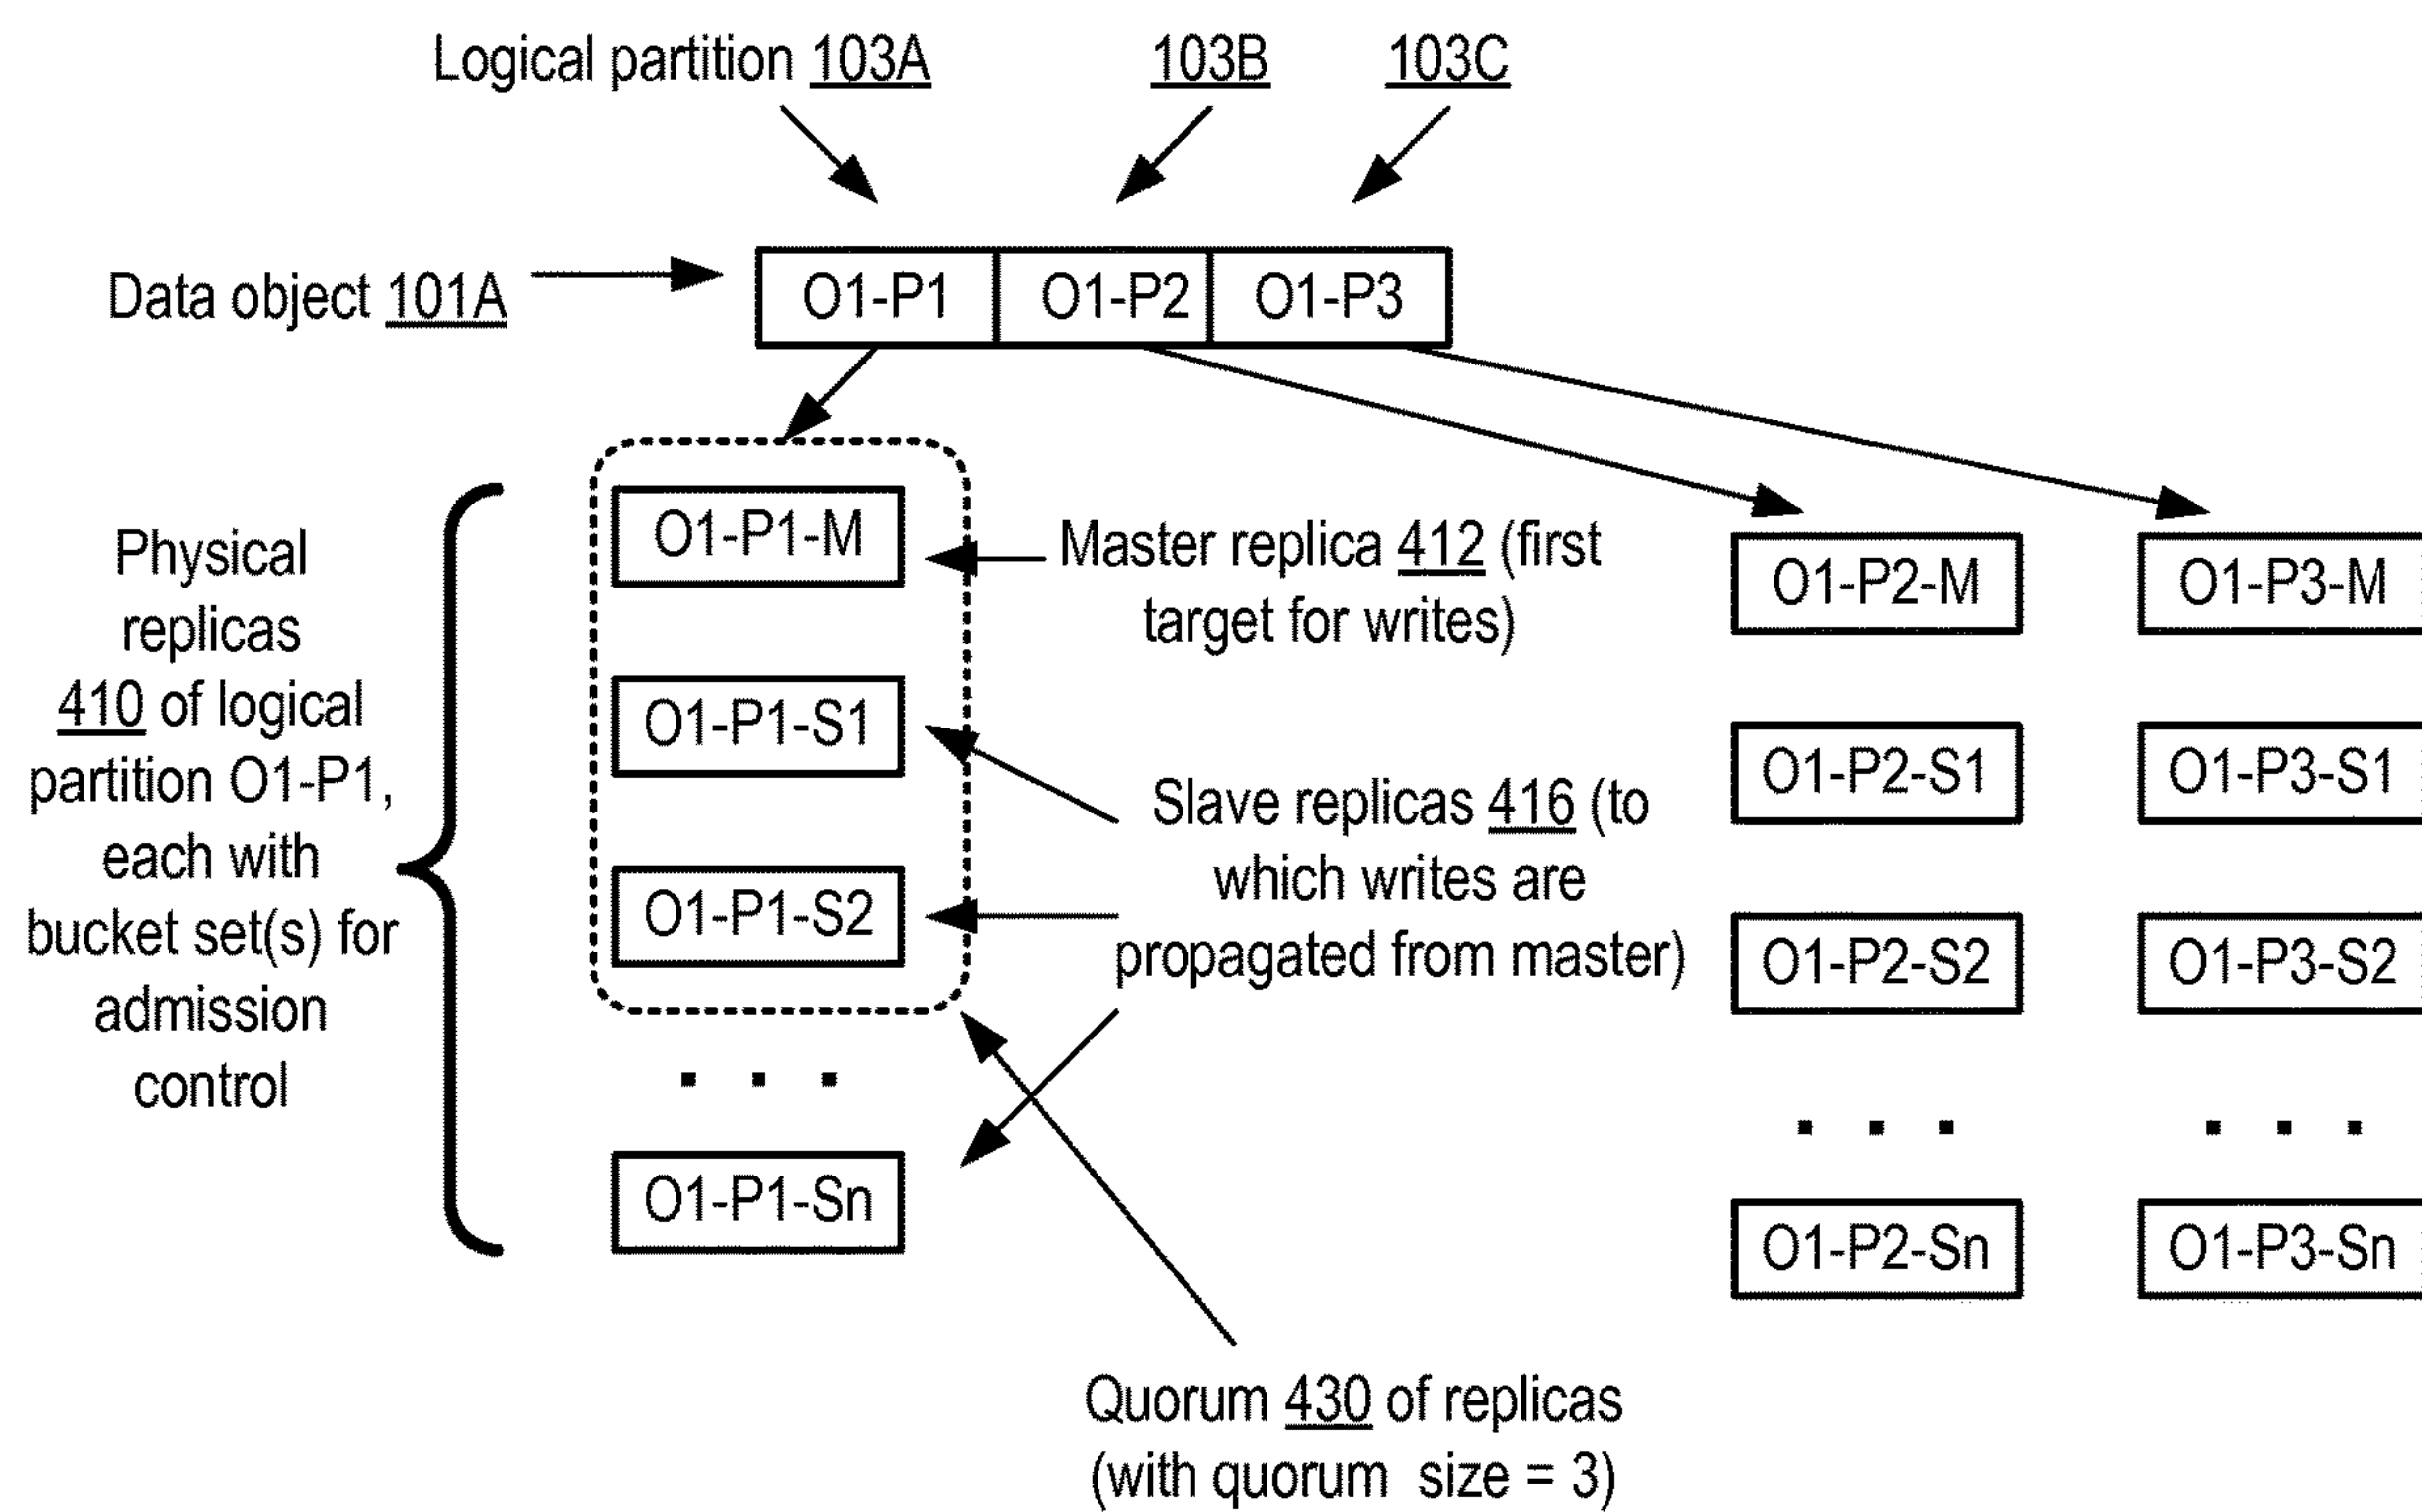 Logical partition 103A 103B 103C
Data object 101A
O1-P1 O1-P2 O1-P3
Physical
replicas
410 of logical
partition O1-P1,
each with
bucket set(s) for
admission
control
O1-P1-M
O1-P1-S1
O1-P1-S2
. . .
O1-P1-Sn
Master replica 412 (first
target for writes)
Slave replicas 416 (to
which writes are
propagated from master)
O1-P2-M
O1-P2-S1
O1-P2-S2
. . .
O1-P2-Sn
O1-P3-M
O1-P3-S1
O1-P3-S2
. . .
O1-P3-Sn
Quorum 430 of replicas
(with quorum size = 3)